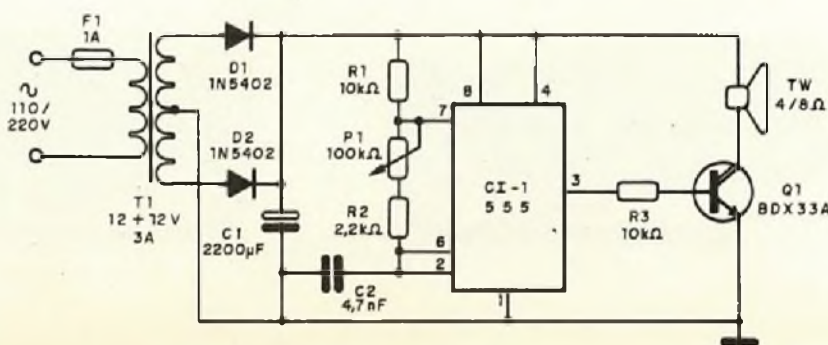 F1
1A
110/
220V
T1
12+12V
3A
D1
1N5402
D2
1N5402
C1
2200µF
C2
4,7nF
R1
10kΩ
P1
100kΩ
R2
2,2kΩ
7
6
2
8
4
CI-1
555
3
1
R3
10kΩ
TW
4/8Ω
Q1
BDX33A